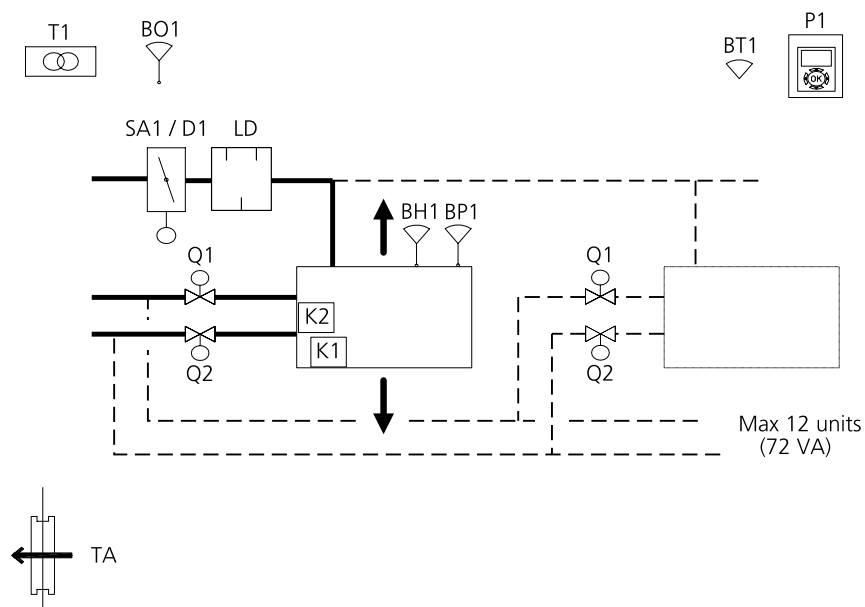 T1
BO1
BT1
P1
OK
SA1 / D1
LD
BH1
BP1
Q1
Q1
K2
K1
Q2
Q2
Max 12 units
(72 VA)
TA